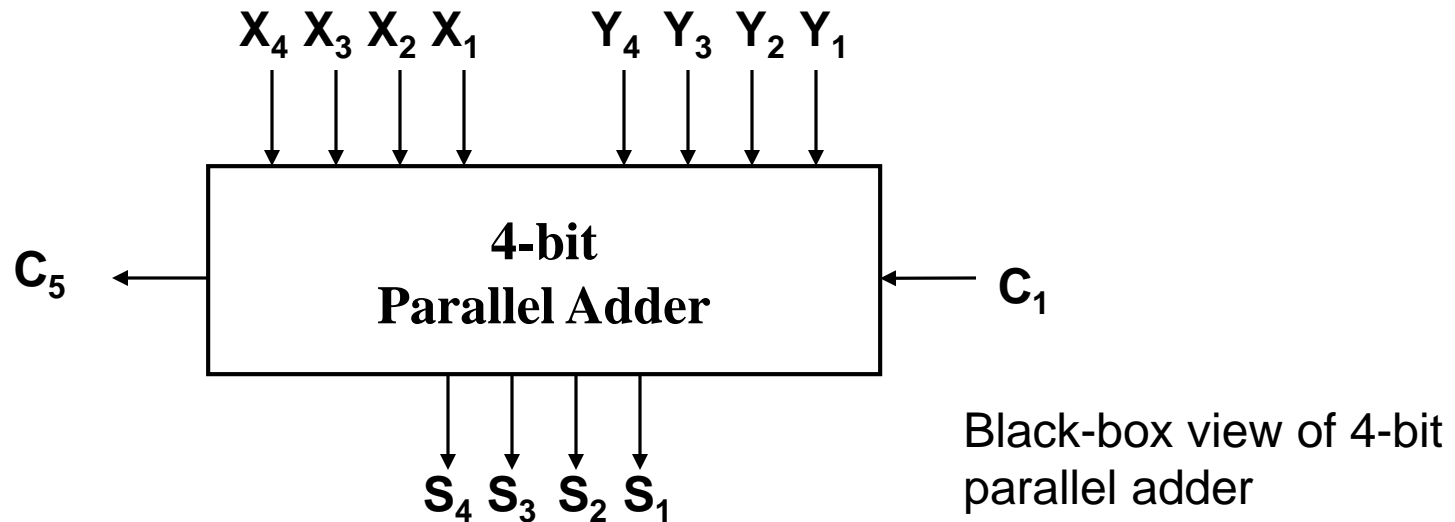 X₄ X₃ X₂ X₁ Y₄ Y₃ Y₂ Y₁
4-bit
Parallel Adder
C₅
C₁
S₄ S₃ S₂ S₁
Black-box view of 4-bit
parallel adder